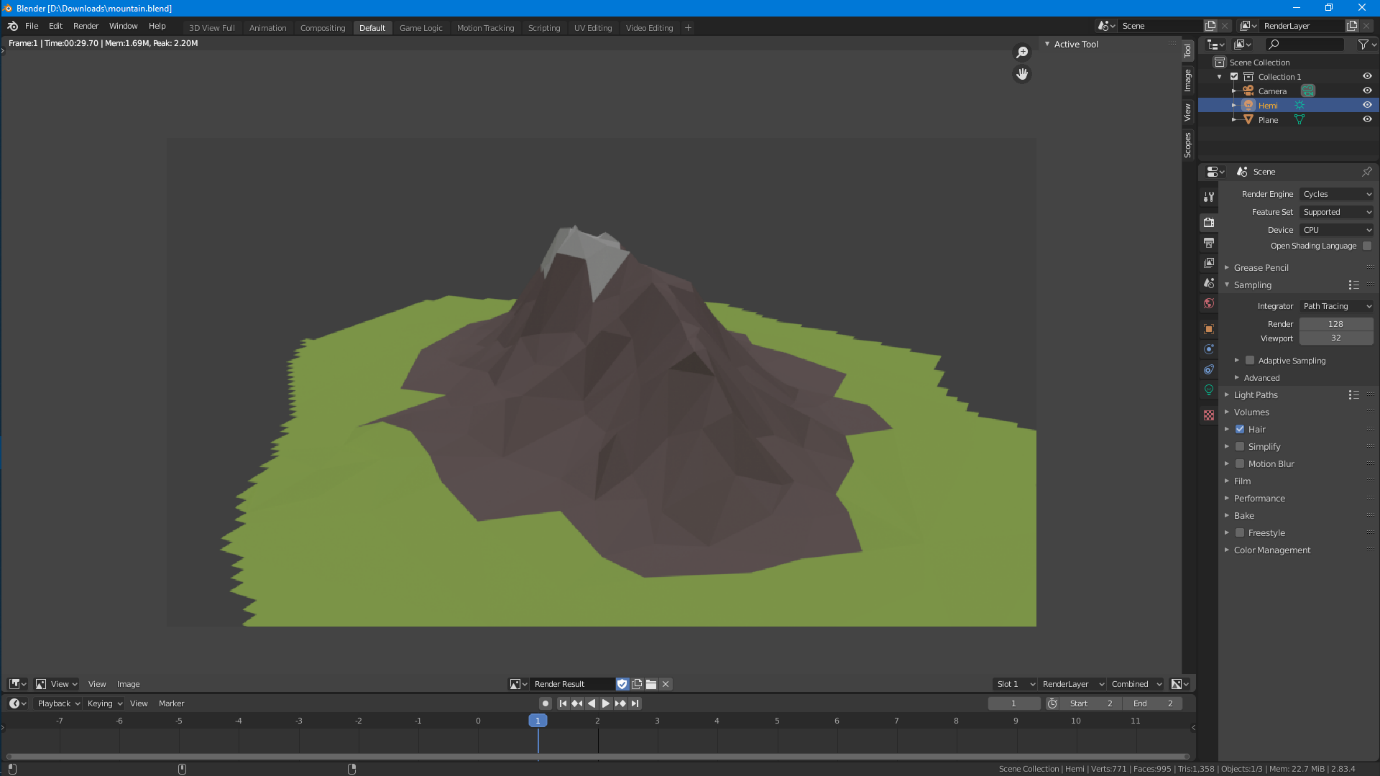 Blender [D:\Downloads\mountain.blend]
File Edit Render Window Help 3D View Full Animation Compositing Default Game Logic Motion Tracking Scripting UV Editing Video Editing + Scene RenderLayer
Frame:1 | Time:00:29.70 | Mem:1.69M, Peak: 2.20M
Active Tool
Tool
Image
View
Scopes
Scene Collection
Collection 1
Camera
Hemi
Plane
Scene
Render Engine Cycles
Feature Set Supported
Device CPU
Open Shading Language
Grease Pencil
Sampling
Integrator Path Tracing
Render 128
Viewport 32
Adaptive Sampling
Advanced
Light Paths
Volumes
Hair
Simplify
Motion Blur
Film
Performance
Bake
Freestyle
Color Management
View View Image Render Result Slot 1 RenderLayer Combined
Playback Keying View Marker 1 Start 2 End 2
-7 -6 -5 -4 -3 -2 -1 0 1 2 3 4 5 6 7 8 9 10 11
Scene Collection | Hemi | Verts:771 | Faces:995 | Tris:1,358 | Objects:1/3 | Mem: 22.7 MiB | 2.83.4